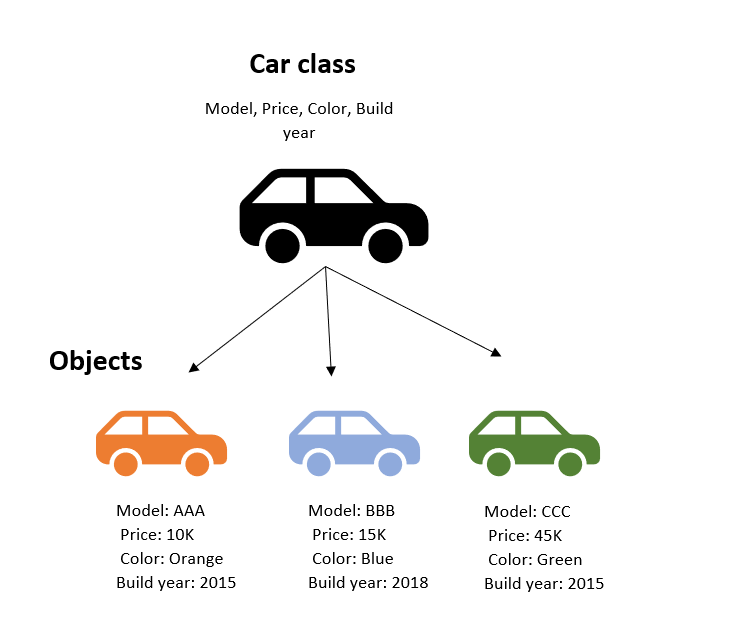 Car class
Model, Price, Color, Build
year
Objects
Model: AAA
Price: 10K
Color: Orange
Build year: 2015
Model: BBB
Price: 15K
Color: Blue
Build year: 2018
Model: CCC
Price: 45K
Color: Green
Build year: 2015